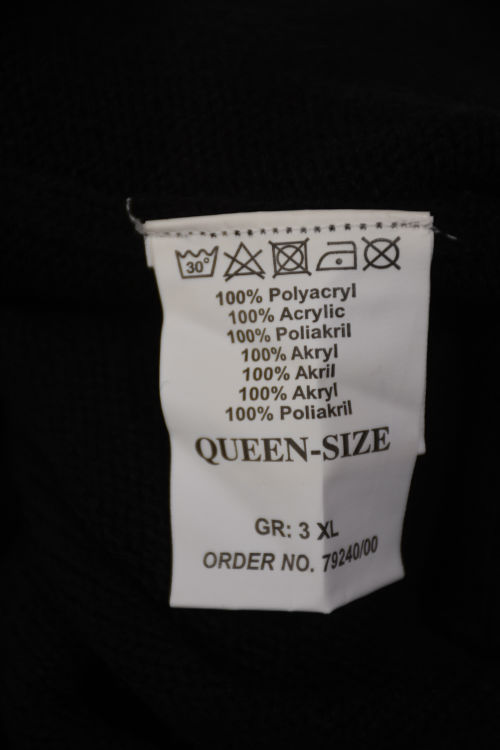 30°
100% Polyacryl
100% Acrylic
100% Poliakril
100% Akryl
100% Akril
100% Akryl
100% Poliakril
QUEEN-SIZE
GR: 3 XL
ORDER NO. 79240/00